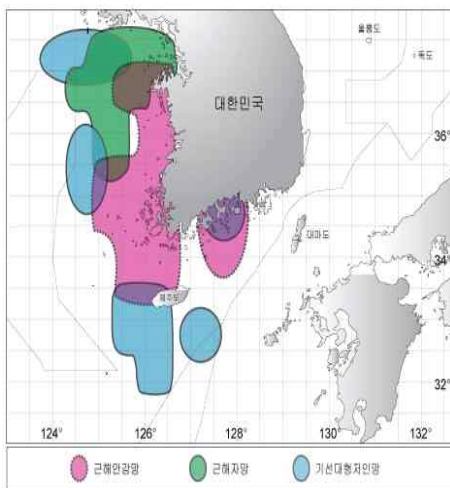 울릉도
독도
대한민국
36°
대마도
34°
제주도
32°
124° 126° 128° 130° 132°
근해안강망 근해자망 기선대형저인망